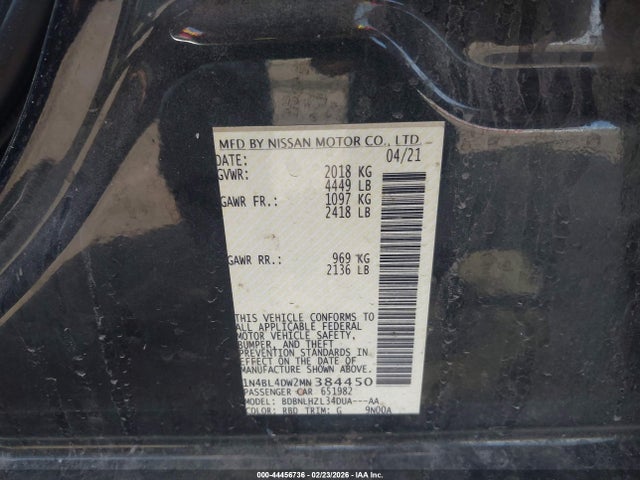 MFD BY NISSAN MOTOR CO., LTD.
DATE: 04/21
GVWR: 2018 KG
4449 LB
GAWR FR.: 1097 KG
2418 LB
GAWR RR.: 969 KG
2136 LB
THIS VEHICLE CONFORMS TO
ALL APPLICABLE FEDERAL
MOTOR VEHICLE SAFETY,
BUMPER, AND THEFT
PREVENTION STANDARDS IN
EFFECT ON THE DATE OF
MANUFACTURE SHOWN ABOVE.
1N4BL4DW2MN384450
PASSENGER CAR 651982
MODEL: BDBNLHZL34DUA---AA
COLOR: RBD TRIM: G 9N00A
000-44456736 - 02/23/2026 - © IAA Inc.